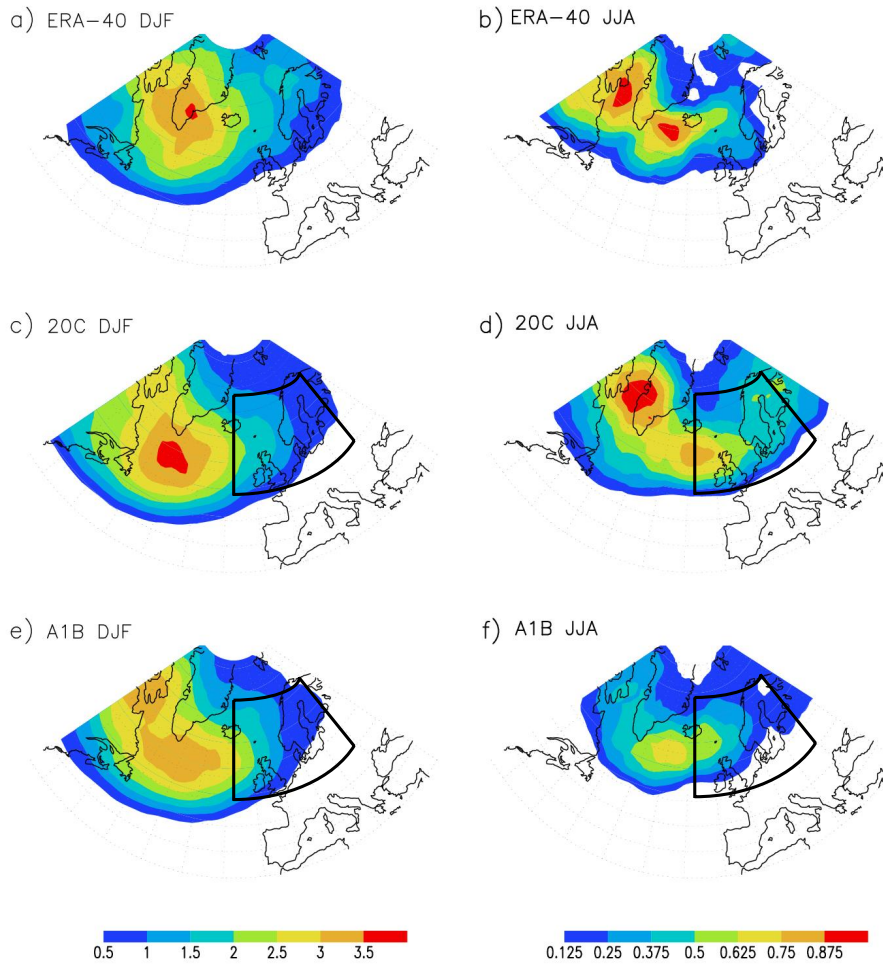 a) ERA-40 DJF
b) ERA-40 JJA
c) 20C DJF
d) 20C JJA
e) A1B DJF
f) A1B JJA
0.5 1 1.5 2 2.5 3 3.5
0.125 0.25 0.375 0.5 0.625 0.75 0.875